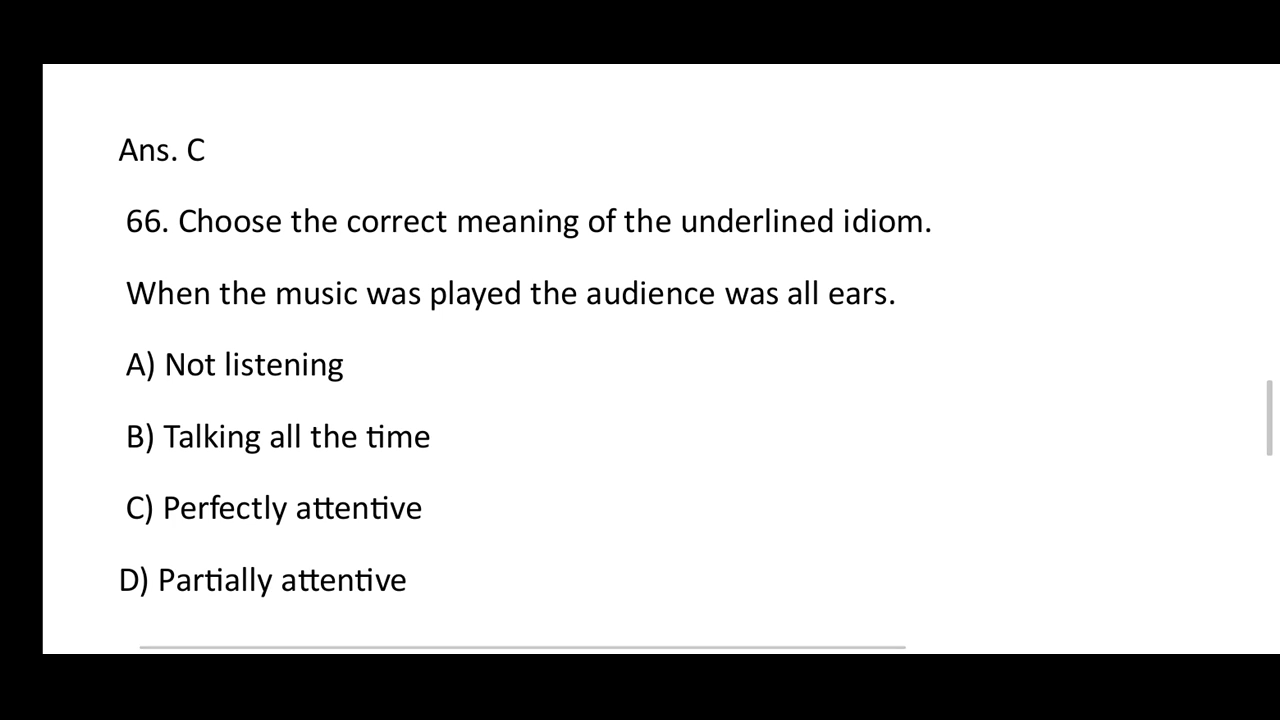 Ans. C
66. Choose the correct meaning of the underlined idiom.
When the music was played the audience was all ears.
A) Not listening
B) Talking all the time
C) Perfectly attentive
D) Partially attentive